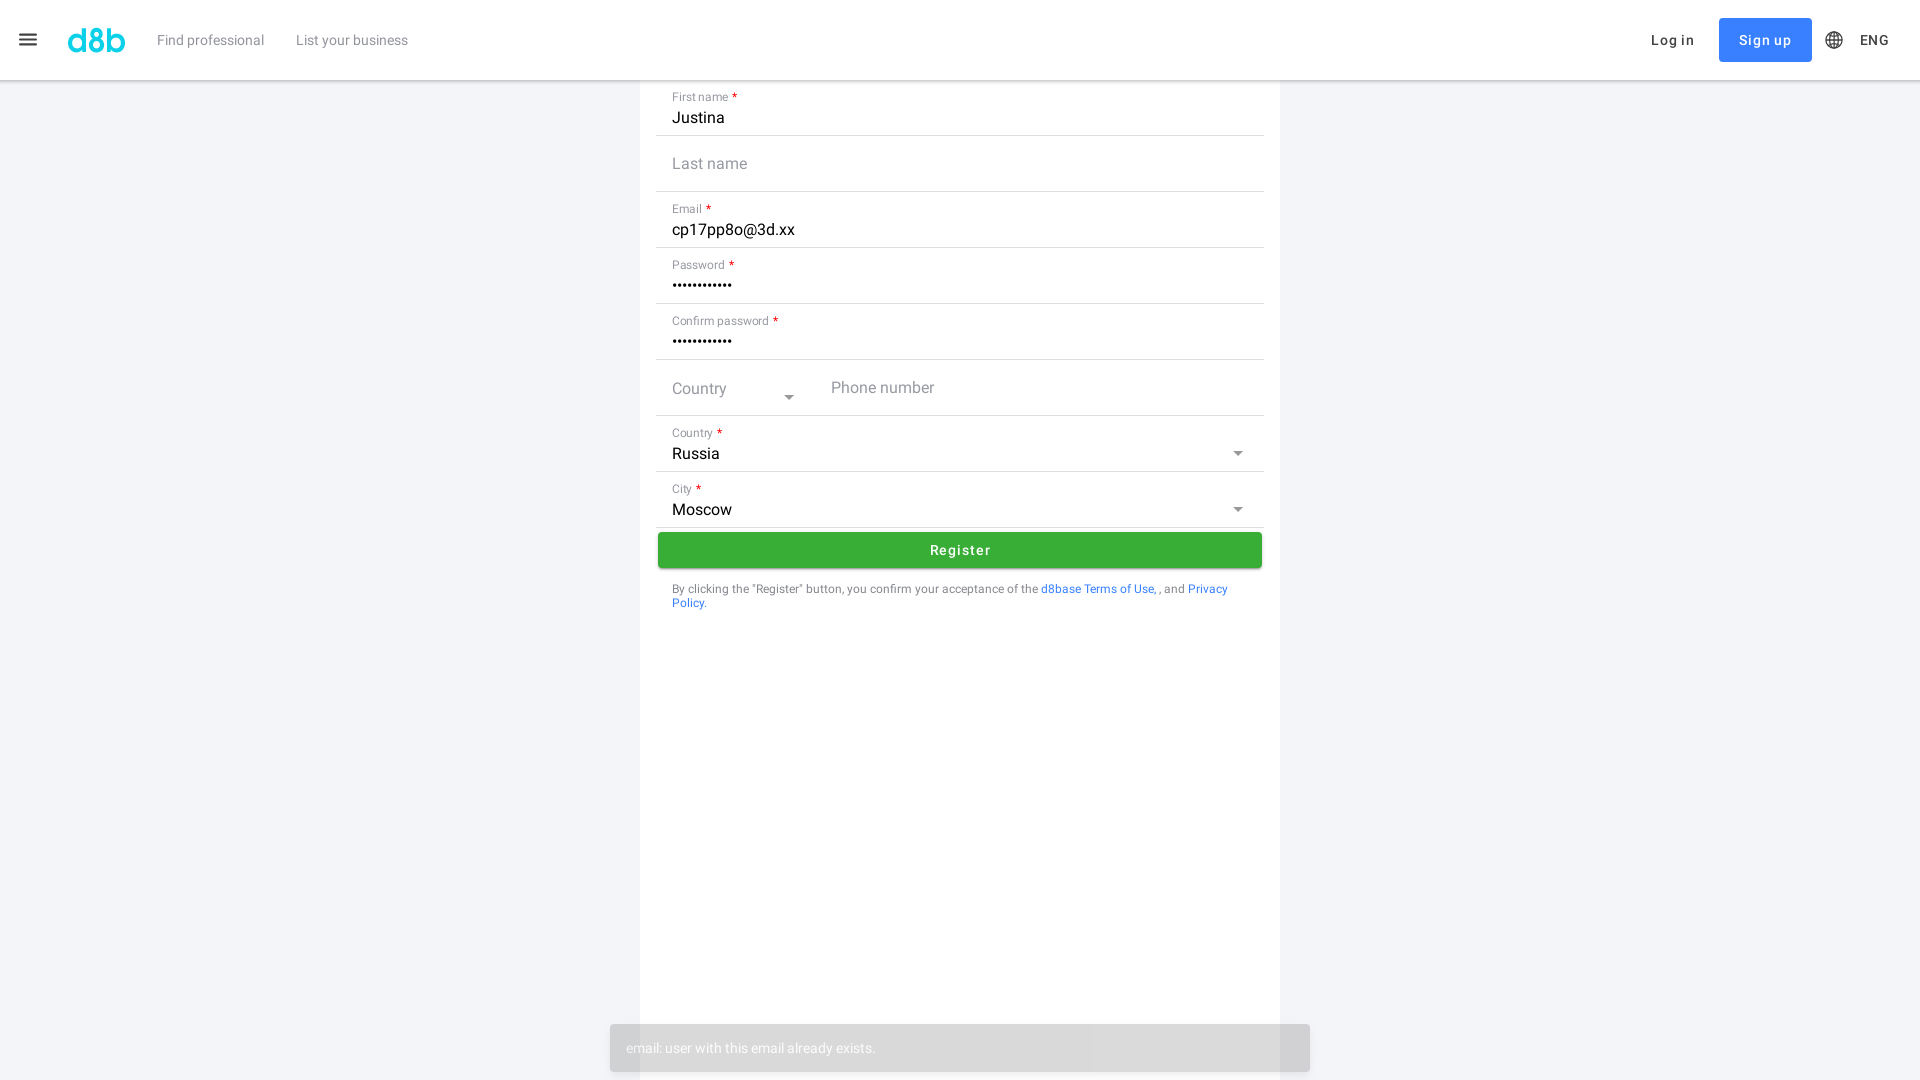 d8b
Find professional
List your business
Log in
Sign up
ENG
First name *
Justina
Last name
Email *
cp17pp8o@3d.xx
Password *
••••••••••••
Confirm password *
••••••••••••
Country
Phone number
Country *
Russia
City *
Moscow
Register
By clicking the "Register" button, you confirm your acceptance of the d8base Terms of Use, , and Privacy
Policy.
email: user with this email already exists.